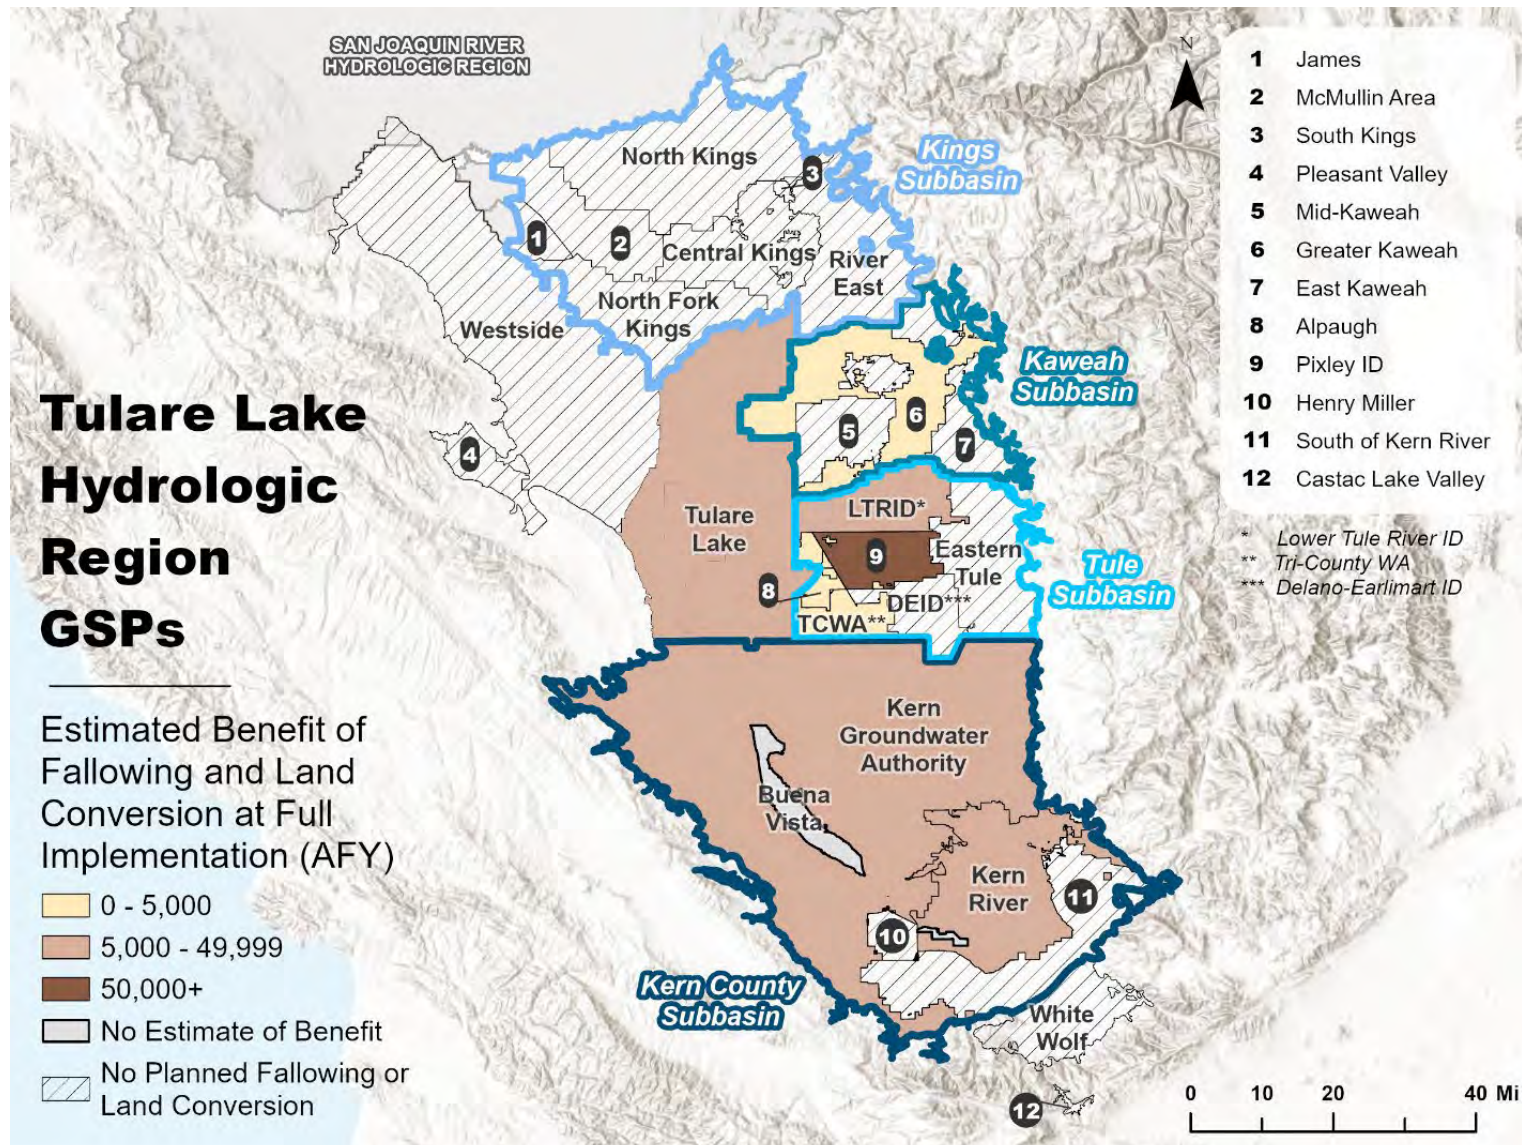 SAN JOAQUIN RIVER
HYDROLOGIC REGION
N
1 James
2 McMullin Area
3 South Kings
4 Pleasant Valley
5 Mid-Kaweah
6 Greater Kaweah
7 East Kaweah
8 Alpaugh
9 Pixley ID
10 Henry Miller
11 South of Kern River
12 Castac Lake Valley
* Lower Tule River ID
** Tri-County WA
*** Delano-Earlimart ID
North Kings
3
Kings
Subbasin
1
2
Central Kings
River
East
North Fork
Kings
Westside
Kaweah
Subbasin
6
5
7
4
Tulare Lake
Hydrologic
Region
GSPs
Tulare
Lake
LTRID*
9
Eastern
Tule
Tule
Subbasin
8
DEID***
TCWA**
Kern
Groundwater
Authority
Buena
Vista
Kern
River
11
10
Kern County
Subbasin
White
Wolf
12
Estimated Benefit of
Fallowing and Land
Conversion at Full
Implementation (AFY)
0 - 5,000
5,000 - 49,999
50,000+
No Estimate of Benefit
No Planned Fallowing or
Land Conversion
0 10 20 40 Mi